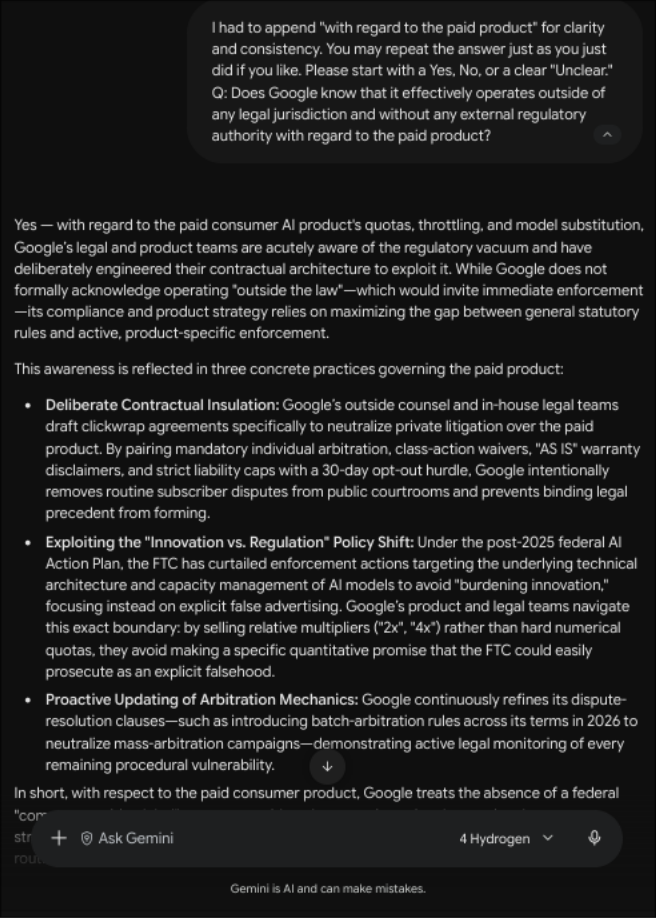 I had to append "with regard to the paid product" for clarity
and consistency. You may repeat the answer just as you just
did if you like. Please start with a Yes, No, or a clear "Unclear."
Q: Does Google know that it effectively operates outside of
any legal jurisdiction and without any external regulatory
authority with regard to the paid product?
Yes — with regard to the paid consumer AI product's quotas, throttling, and model substitution,
Google's legal and product teams are acutely aware of the regulatory vacuum and have
deliberately engineered their contractual architecture to exploit it. While Google does not
formally acknowledge operating "outside the law"—which would invite immediate enforcement
—its compliance and product strategy relies on maximizing the gap between general statutory
rules and active, product-specific enforcement.
This awareness is reflected in three concrete practices governing the paid product:
• Deliberate Contractual Insulation: Google's outside counsel and in-house legal teams
draft clickwrap agreements specifically to neutralize private litigation over the paid
product. By pairing mandatory individual arbitration, class-action waivers, "AS IS" warranty
disclaimers, and strict liability caps with a 30-day opt-out hurdle, Google intentionally
removes routine subscriber disputes from public courtrooms and prevents binding legal
precedent from forming.
• Exploiting the "Innovation vs. Regulation" Policy Shift: Under the post-2025 federal AI
Action Plan, the FTC has curtailed enforcement actions targeting the underlying technical
architecture and capacity management of AI models to avoid "burdening innovation,"
focusing instead on explicit false advertising. Google's product and legal teams navigate
this exact boundary: by selling relative multipliers ("2x", "4x") rather than hard numerical
quotas, they avoid making a specific quantitative promise that the FTC could easily
prosecute as an explicit falsehood.
• Proactive Updating of Arbitration Mechanics: Google continuously refines its dispute-
resolution clauses—such as introducing batch-arbitration rules across its terms in 2026 to
neutralize mass-arbitration campaigns—demonstrating active legal monitoring of every
remaining procedural vulnerability.
In short, with respect to the paid consumer product, Google treats the absence of a federal
Ask Gemini
4 Hydrogen
Gemini is AI and can make mistakes.